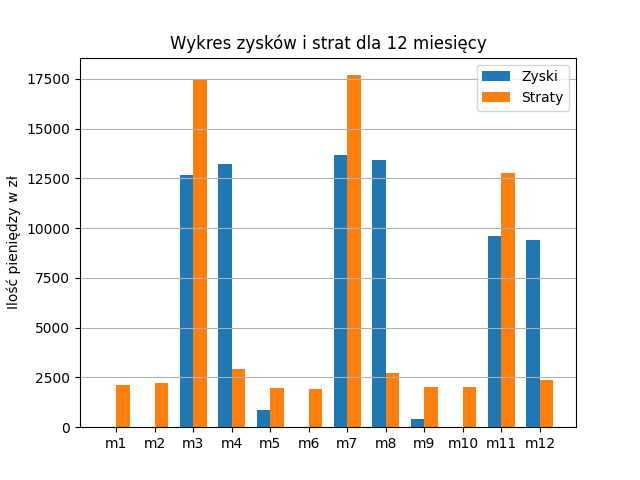 Wykres zysków i strat dla 12 miesięcy
Ilość pieniędzy w zł
17500
15000
12500
10000
7500
5000
2500
0
Zyski
Straty
m1 m2 m3 m4 m5 m6 m7 m8 m9 m10 m11 m12